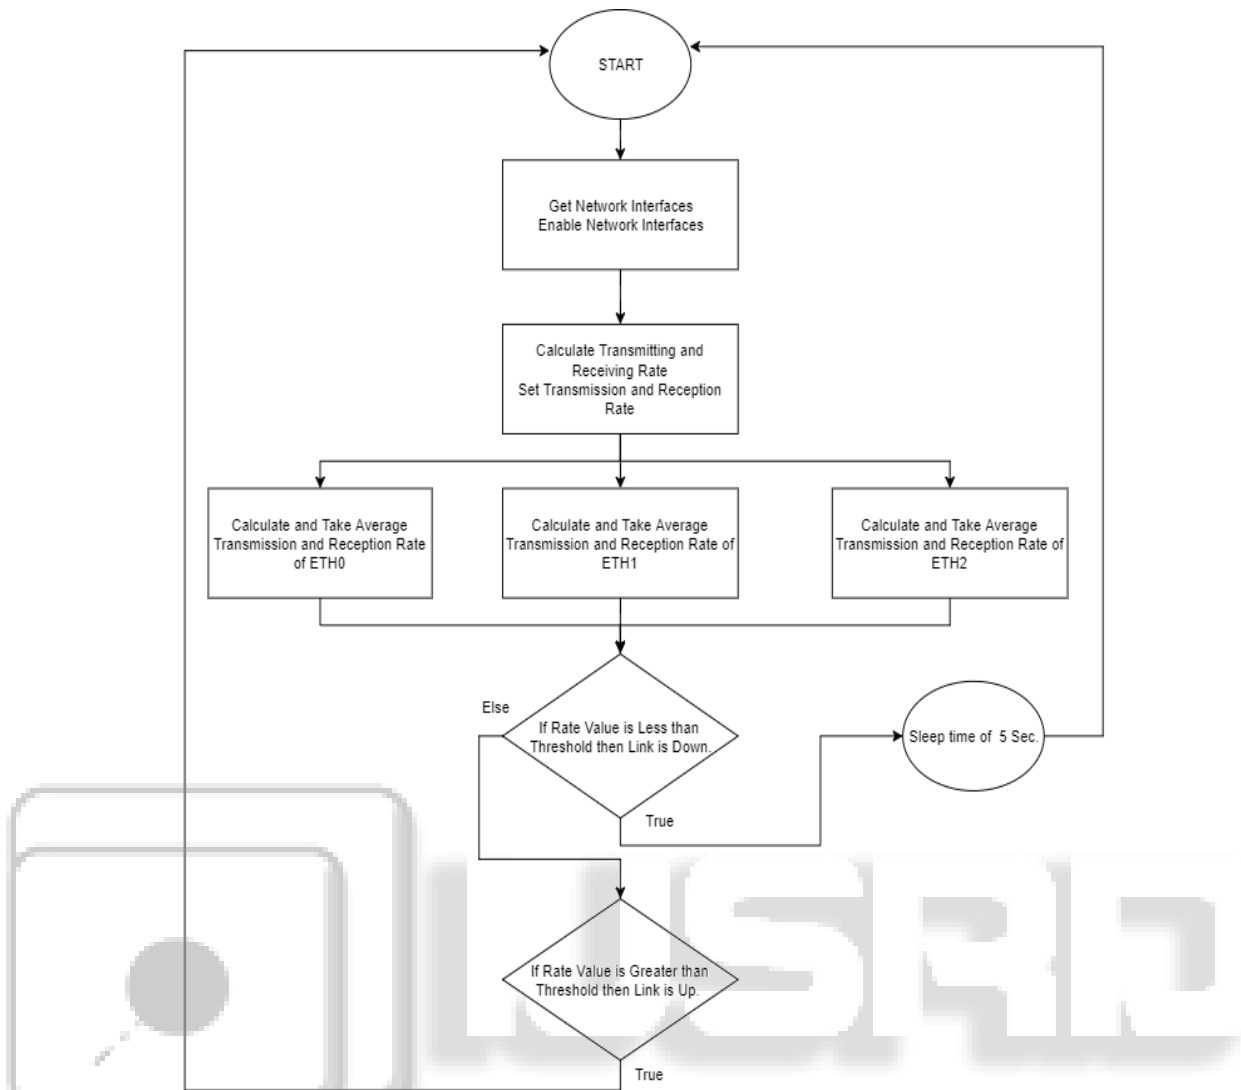 START
Get Network Interfaces
Enable Network Interfaces
Calculate Transmitting and
Receiving Rate
Set Transmission and Reception
Rate
Calculate and Take Average
Transmission and Reception Rate
of ETH0
Calculate and Take Average
Transmission and Reception Rate of
ETH1
Calculate and Take Average
Transmission and Reception Rate of
ETH2
Else
If Rate Value is Less than
Threshold then Link is Down.
Sleep time of 5 Sec.
True
If Rate Value is Greater than
Threshold then Link is Up.
True